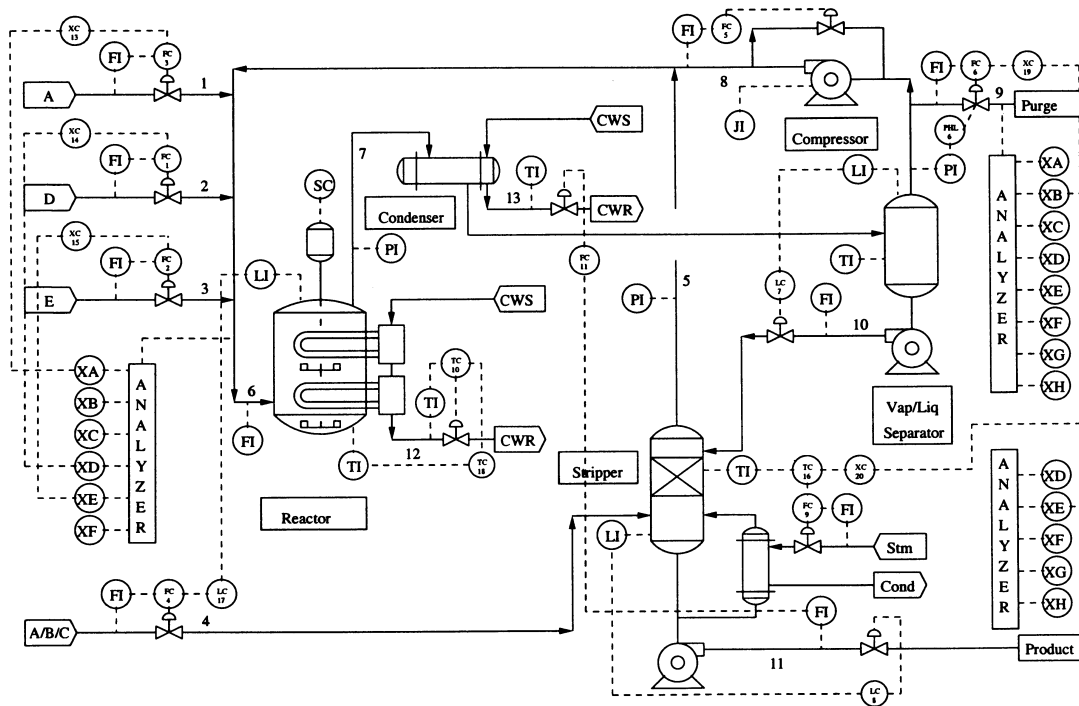 XC 13
FI
FC 3
A
1
XC 14
FI
FC 1
D
2
XC 15
FI
FC 2
E
3
LI
SC
7
CWS
Condenser
TI
13
CWR
PI
FC 11
CWS
TC 10
TI
CWR
12
TI
TC 18
6
FI
Reactor
XA
XB
XC
XD
XE
XF
ANALYZER
FI
FC 4
LC 17
A/B/C
4
FI
FC 5
8
JI
Compressor
FI
FC 6
XC 19
9
Purge
PHL 6
PI
LI
TI
LC 7
FI
10
Vap/Liq
Separator
PI
5
ANALYZER
XA
XB
XC
XD
XE
XF
XG
XH
Stripper
TI
TC 16
XC 20
FC 9
FI
LI
Stm
Cond
FI
11
LC 8
Product
ANALYZER
XD
XE
XF
XG
XH